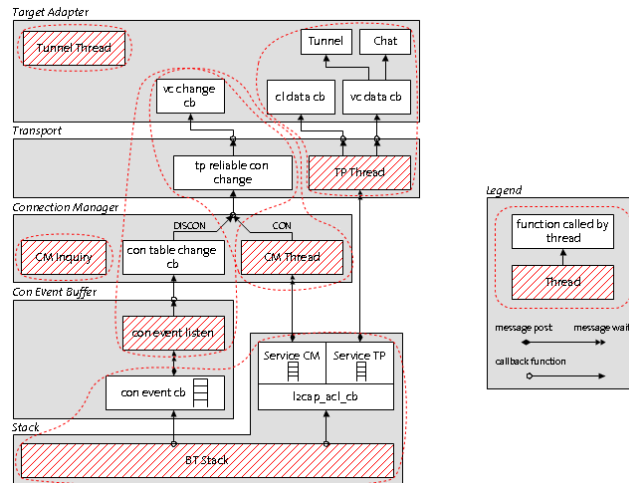 Target Adapter
Tunnel Thread
Tunnel
Chat
vc change
cb
cl data cb
vc data cb
Transport
tp reliable con
change
TP Thread
Connection Manager
DISCON
CON
CM Inquiry
con table change
cb
CM Thread
Con Event Buffer
con event listen
Service CM
Service TP
con event cb
l2cap_acl_cb
Stack
BT Stack
Legend
function called by
thread
Thread
message post
message wait
callback function